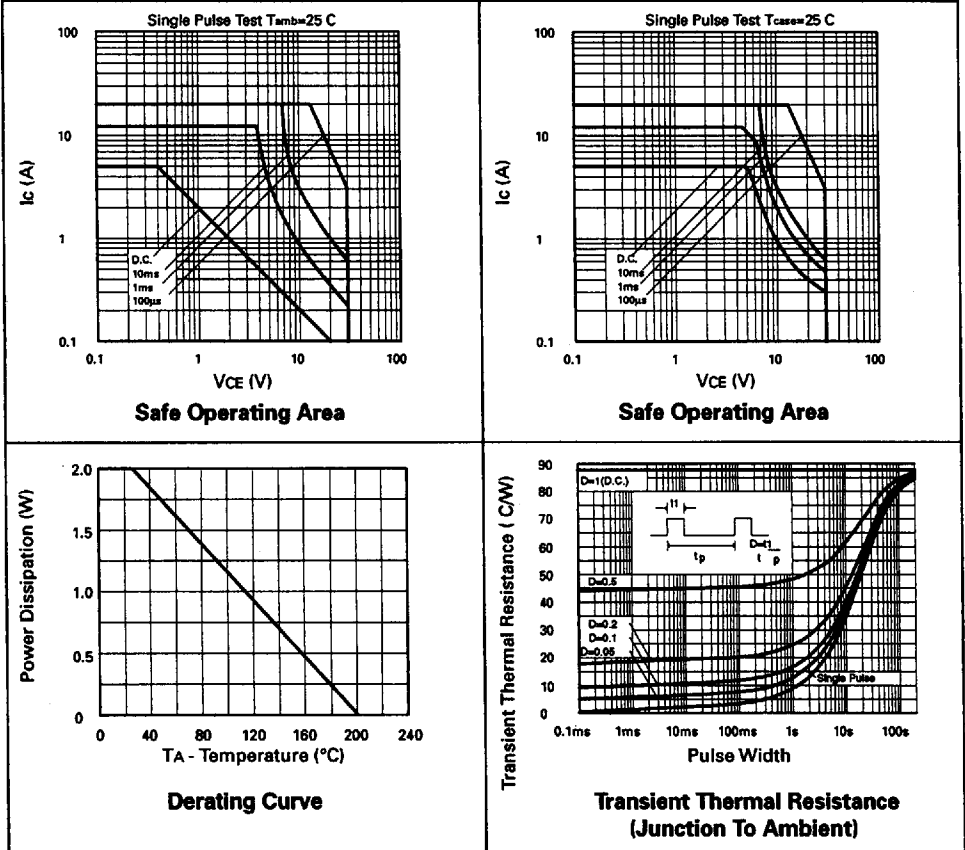 Single Pulse Test Tamb=25 C
100
10
1
0.1
IC (A)
D.C.
10ms
1ms
100µs
0.1 1 10 100
VCE (V)
Safe Operating Area
Single Pulse Test Tcase=25 C
100
10
1
0.1
IC (A)
D.C.
10ms
1ms
100µs
0.1 1 10 100
VCE (V)
Safe Operating Area
Power Dissipation (W)
2.0
1.5
1.0
0.5
0
0 40 80 120 160 200 240
TA - Temperature (°C)
Derating Curve
Transient Thermal Resistance ( C/W)
90
80
70
60
50
40
30
20
10
0
D=1(D.C.)
t1
tp
D=t1
t p
D=0.5
D=0.2
D=0.1
D=0.05
Single Pulse
0.1ms 1ms 10ms 100ms 1s 10s 100s
Pulse Width
Transient Thermal Resistance
(Junction To Ambient)